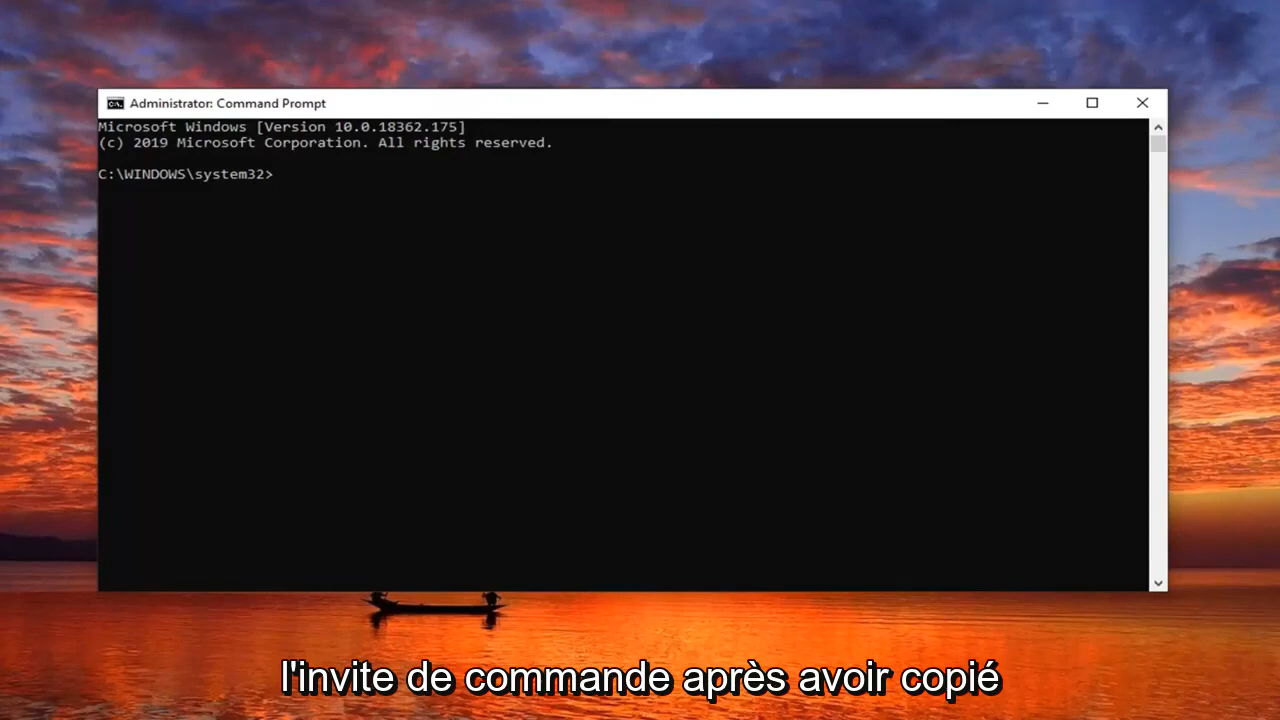 Administrator: Command Prompt
Microsoft Windows [Version 10.0.18362.175]
(c) 2019 Microsoft Corporation. All rights reserved.
C:\WINDOWS\system32>
l'invite de commande après avoir copié